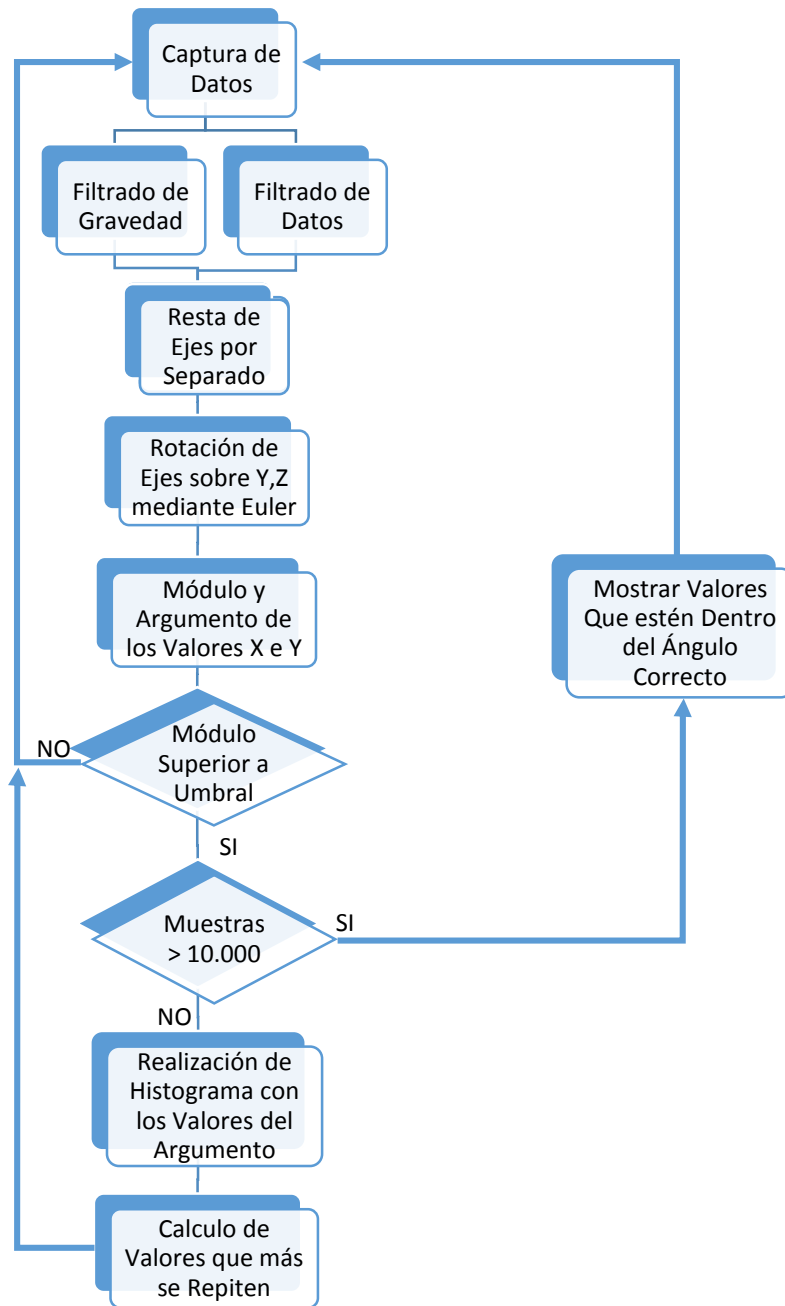 Captura de
Datos
Filtrado de
Gravedad
Filtrado de
Datos
Resta de
Ejes por
Separado
Rotación de
Ejes sobre Y,Z
mediante Euler
Módulo y
Argumento de
los Valores X e Y
Mostrar Valores
Que estén Dentro
del Ángulo
Correcto
NO
Módulo
Superior a
Umbral
SI
Muestras
> 10.000
SI
NO
Realización de
Histograma con
los Valores del
Argumento
Calculo de
Valores que más
se Repiten